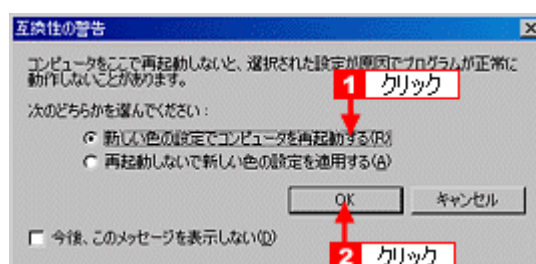 互換性の警告
コンピュータをここで再起動しないと、選択された設定が原因でプログラムが正常に
動作しないことがあります。
1 クリック
次のどちらかを選んでください：
新しい色の設定でコンピュータを再起動する(R)
再起動しないで新しい色の設定を適用する(A)
OK
キャンセル
今後、このメッセージを表示しない(D)
2 クリック